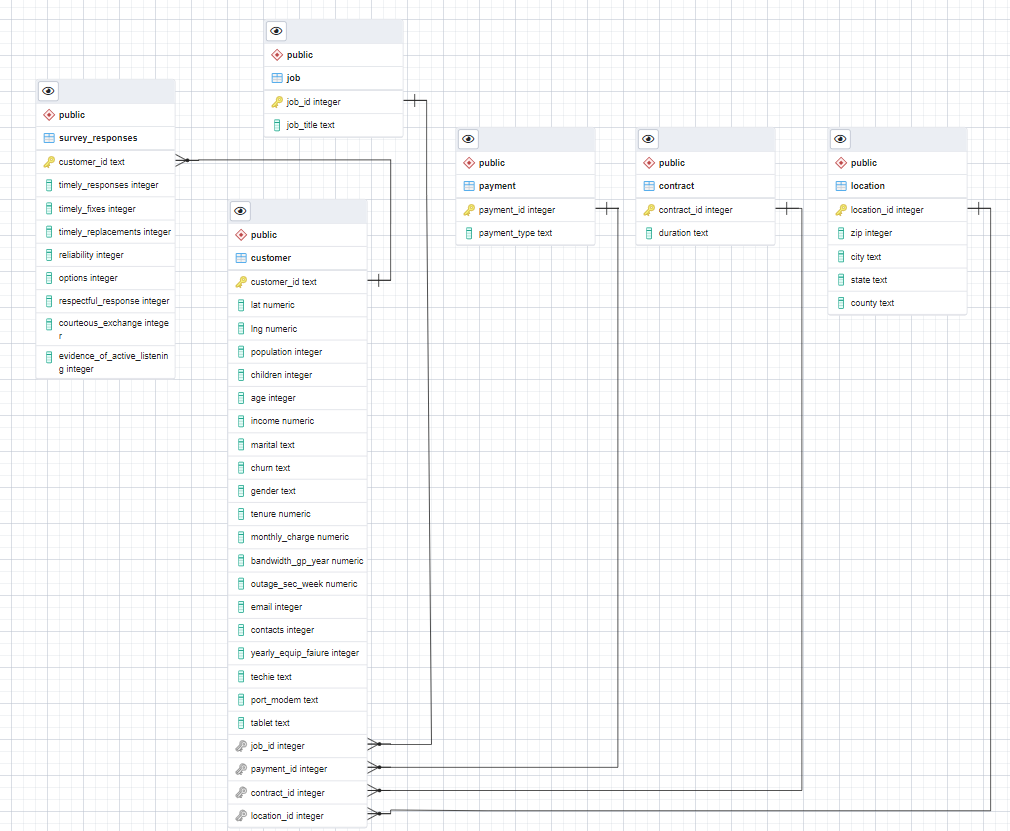 public
job
job_id integer
job_title text
public
survey_responses
customer_id text
timely_responses integer
timely_fixes integer
timely_replacements integer
reliability integer
options integer
respectful_response integer
courteous_exchange intege
r
evidence_of_active_listenin
g integer
public
customer
customer_id text
lat numeric
lng numeric
population integer
children integer
age integer
income numeric
marital text
churn text
gender text
tenure numeric
monthly_charge numeric
bandwidth_gp_year numeric
outage_sec_week numeric
email integer
contacts integer
yearly_equip_faiure integer
techie text
port_modem text
tablet text
job_id integer
payment_id integer
contract_id integer
location_id integer
public
payment
payment_id integer
payment_type text
public
contract
contract_id integer
duration text
public
location
location_id integer
zip integer
city text
state text
county text